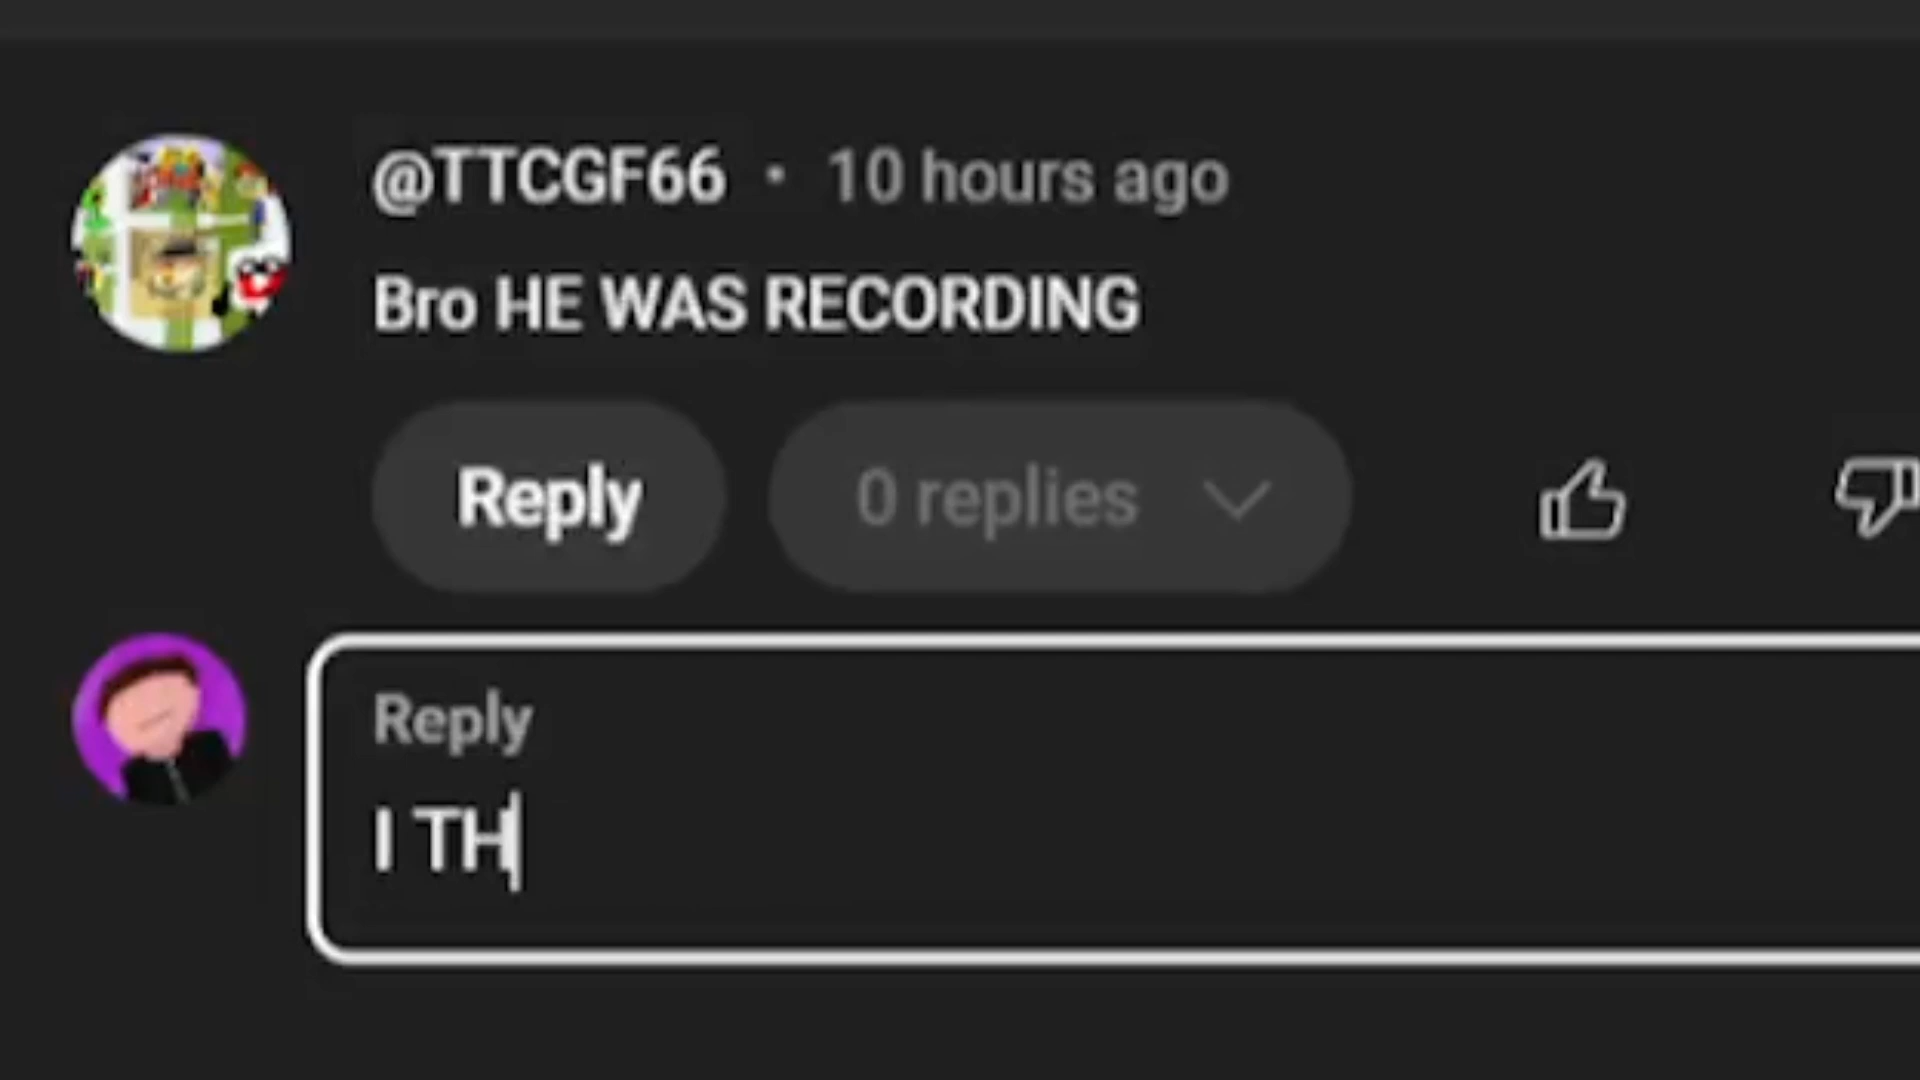 @TTCGF66 · 10 hours ago
Bro HE WAS RECORDING
Reply
0 replies
Reply
I TH